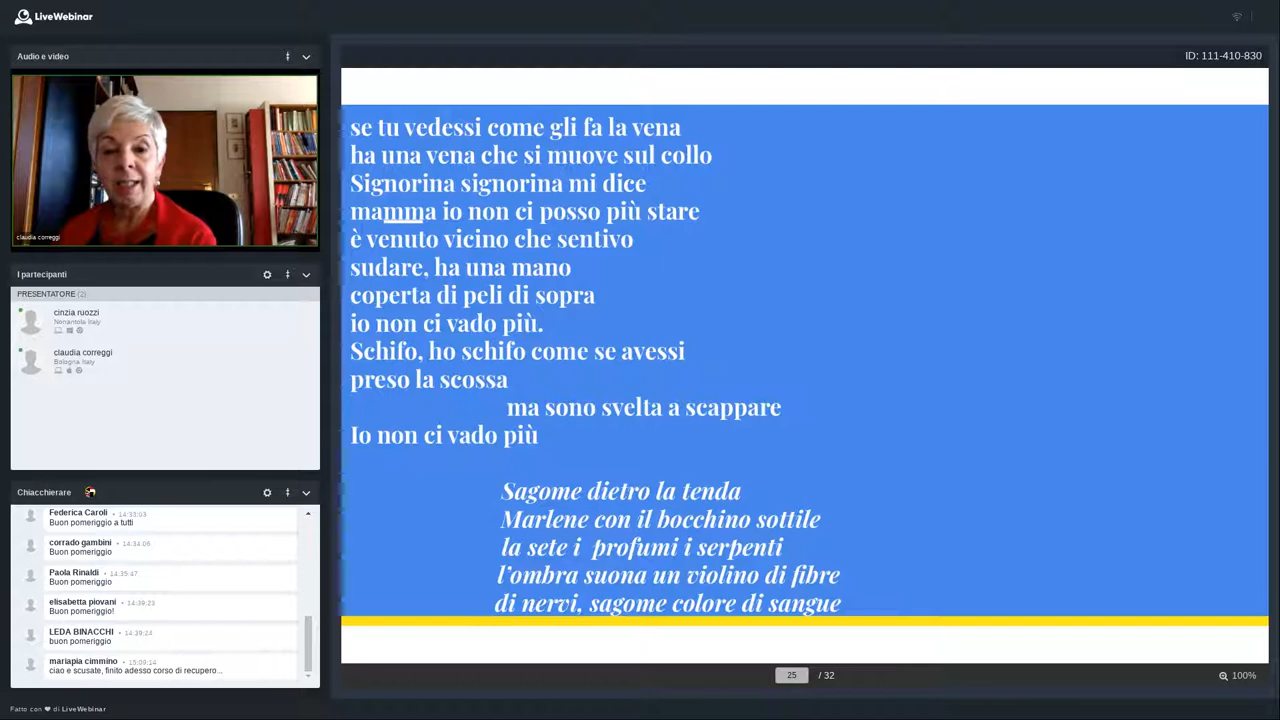 LiveWebinar
Audio e video
claudia correggi
I partecipanti
PRESENTATORE (2)
cinzia ruozzi
Nonantola Italy
claudia correggi
Bologna Italy
Chiacchierare
Federica Caroli • 14:33:03
Buon pomeriggio a tutti
corrado gambini • 14:34:06
Buon pomeriggio
Paola Rinaldi • 14:35:47
Buon pomeriggio
elisabetta piovani • 14:39:23
Buon pomeriggio!
LEDA BINACCHI • 14:39:24
buon pomeriggio
mariapia cimmino • 15:09:14
ciao e scusate, finito adesso corso di recupero...
Fatto con ❤ di LiveWebinar
ID: 111-410-830
se tu vedessi come gli fa la vena
ha una vena che si muove sul collo
Signorina signorina mi dice
mamma io non ci posso più stare
è venuto vicino che sentivo
sudare, ha una mano
coperta di peli di sopra
io non ci vado più.
Schifo, ho schifo come se avessi
preso la scossa
ma sono svelta a scappare
Io non ci vado più
Sagome dietro la tenda
Marlene con il bocchino sottile
la sete i profumi i serpenti
l'ombra suona un violino di fibre
di nervi, sagome colore di sangue
25 / 32
100%